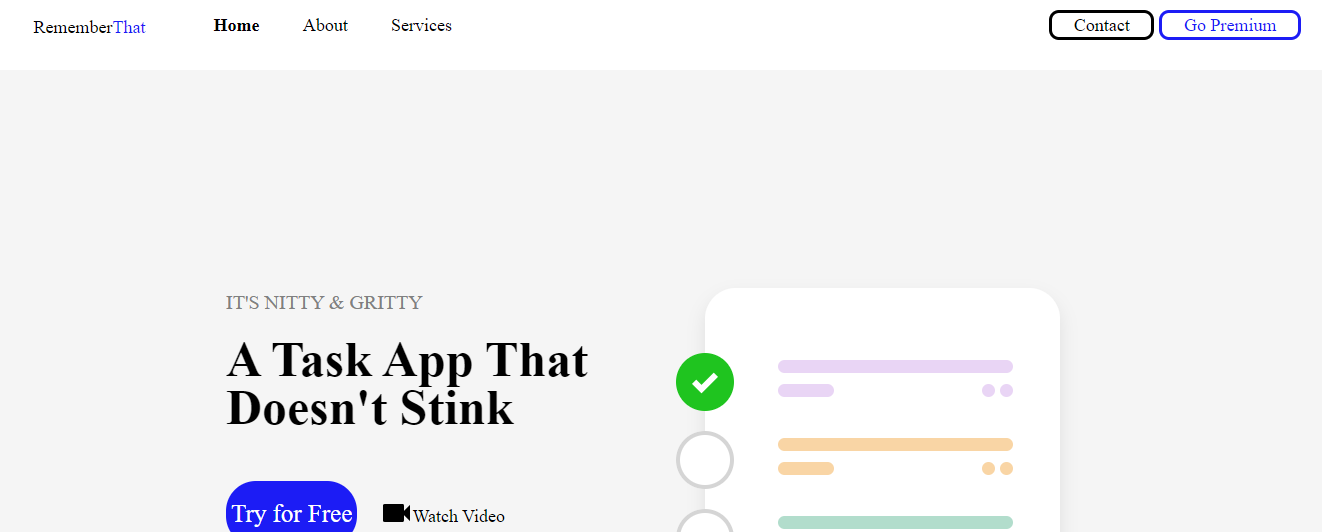 RememberThat
Home
About
Services
Contact
Go Premium
IT'S NITTY & GRITTY
A Task App That
Doesn't Stink
Try for Free
Watch Video